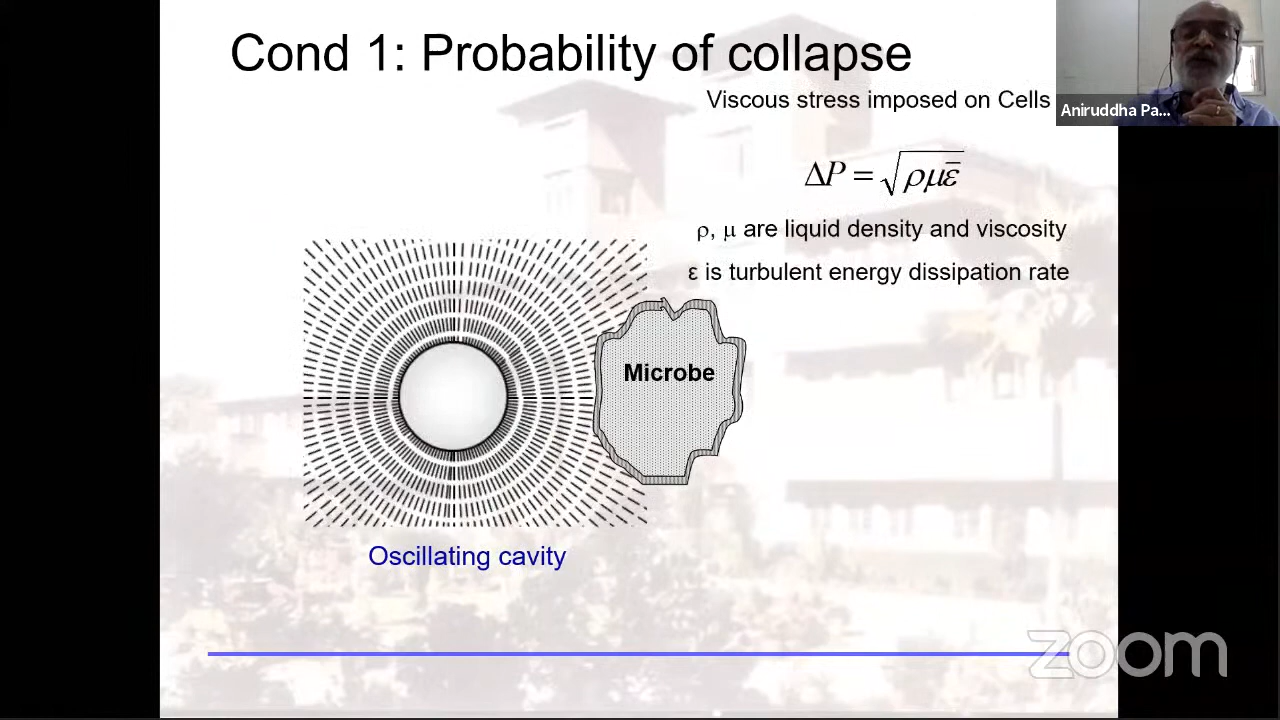 Cond 1: Probability of collapse
Viscous stress imposed on Cells
Aniruddha Pa...
ΔP = √ρμε̅
ρ, μ are liquid density and viscosity
ε is turbulent energy dissipation rate
Microbe
Oscillating cavity
zoom